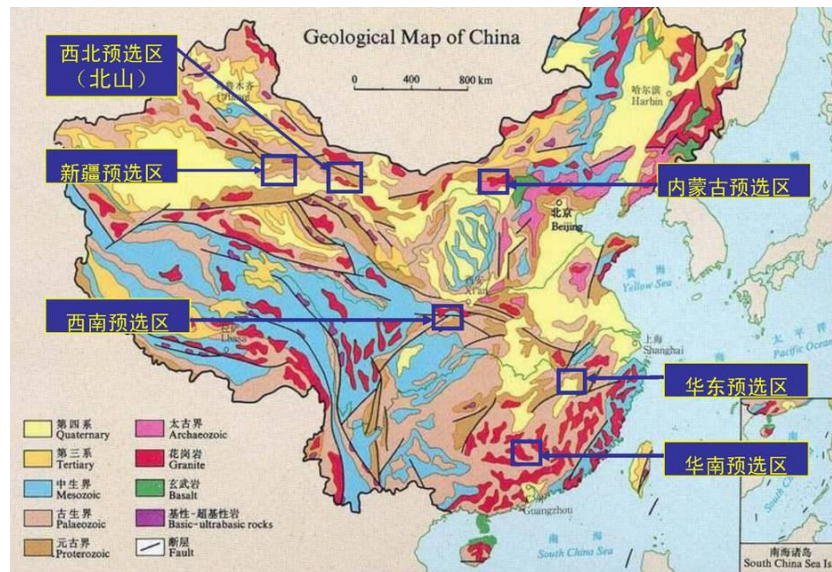 Geological Map of China
0 400 800 km
西北预选区
（北山）
新疆预选区
西南预选区
内蒙古预选区
华东预选区
华南预选区
哈尔滨
Harbin
北京
Beijing
西安
Xi'an
黄 海
Yellow Sea
上海
Shanghai
太 平 洋
Pacific Ocean
Lhasa
Guangzhou
南 海
South China Sea
第四系
Quaternary
第三系
Tertiary
中生界
Mesozoic
古生界
Palaeozoic
元古界
Proterozoic
太古界
Archaeozoic
花岗岩
Granite
玄武岩
Basalt
基性-超基性岩
Basic-ultrabasic rocks
断层
Fault
南海诸岛
South China Sea Is